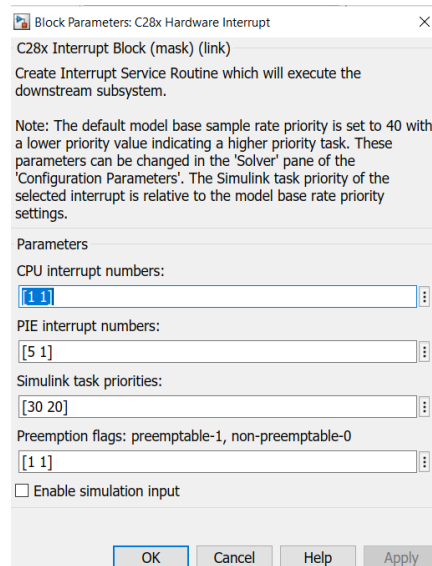 Block Parameters: C28x Hardware Interrupt
C28x Interrupt Block (mask) (link)
Create Interrupt Service Routine which will execute the
downstream subsystem.
Note: The default model base sample rate priority is set to 40 with
a lower priority value indicating a higher priority task. These
parameters can be changed in the 'Solver' pane of the
'Configuration Parameters'. The Simulink task priority of the
selected interrupt is relative to the model base rate priority
settings.
Parameters
CPU interrupt numbers:
[1 1]
PIE interrupt numbers:
[5 1]
Simulink task priorities:
[30 20]
Preemption flags: preemptable-1, non-preemptable-0
[1 1]
Enable simulation input
OK Cancel Help Apply